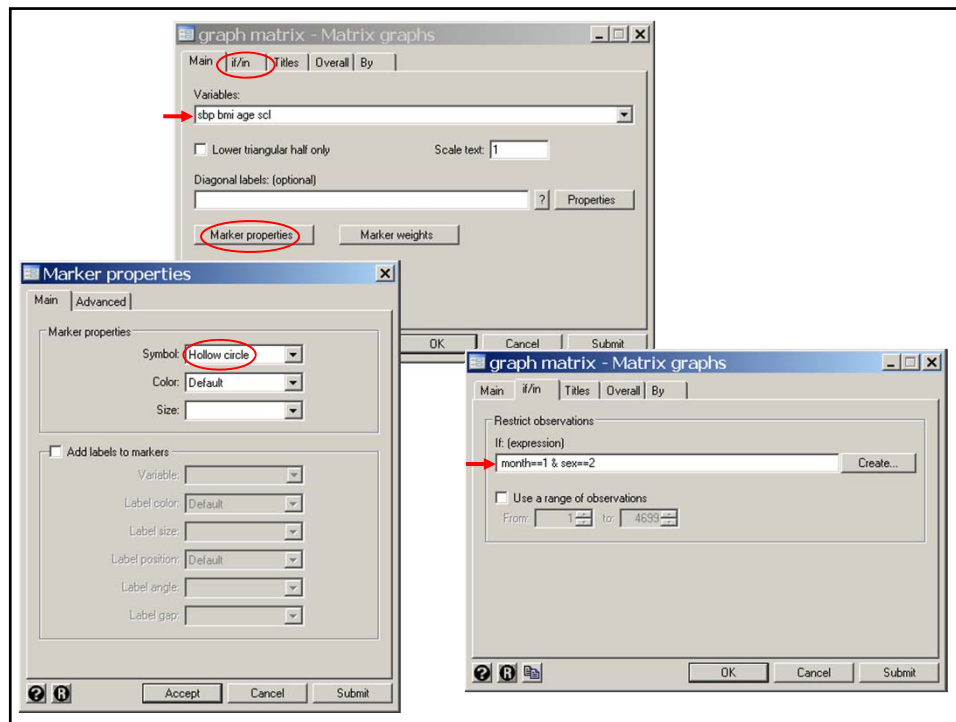 graph matrix - Matrix graphs
Main if/in Titles Overall By
Variables:
sbp bmi age scl
Lower triangular half only Scale text: 1
Diagonal labels: (optional)
? Properties
Marker properties Marker weights
OK Cancel Submit
Marker properties
Main Advanced
Marker properties
Symbol: Hollow circle
Color: Default
Size:
Add labels to markers
Variable:
Label color: Default
Label size:
Label position: Default
Label angle:
Label gap:
? R Accept Cancel Submit
graph matrix - Matrix graphs
Main if/in Titles Overall By
Restrict observations
If: (expression)
month==1 & sex==2 Create...
Use a range of observations
From: 1 to: 4699
? R OK Cancel Submit